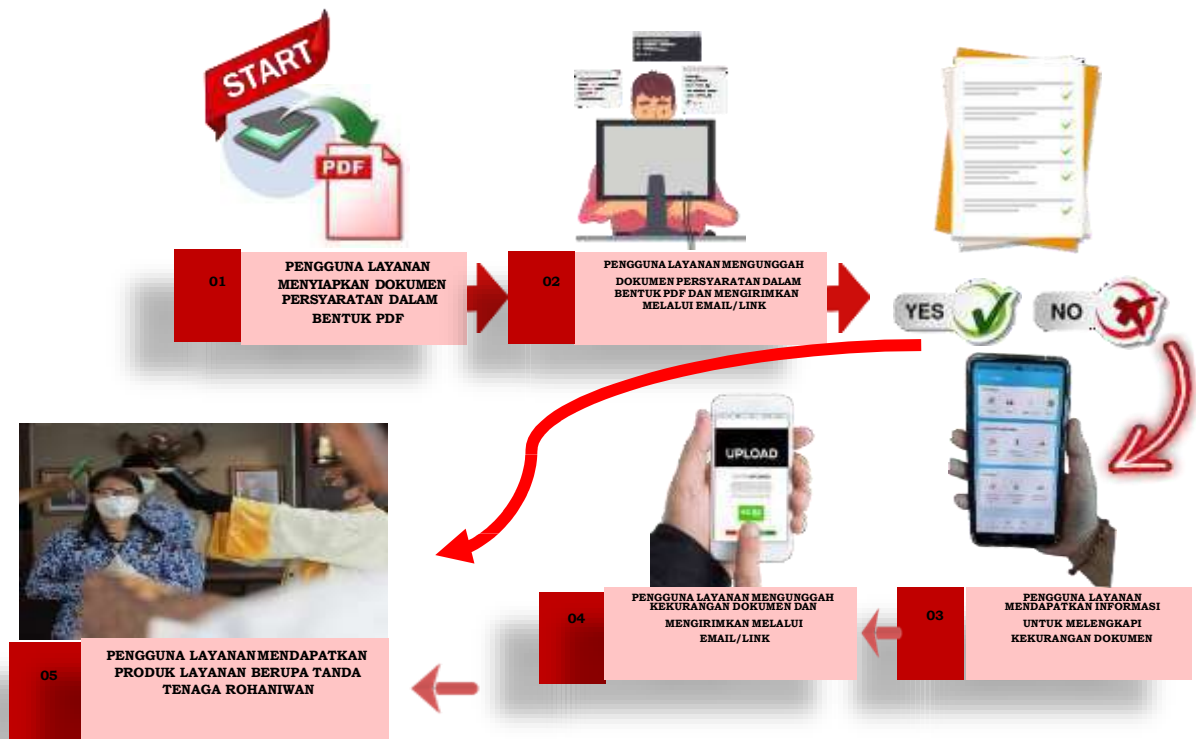 START
PDF
01
PENGGUNA LAYANAN
MENYIAPKAN DOKUMEN
PERSYARATAN DALAM
BENTUK PDF
02
PENGGUNA LAYANAN MENGUNGGAH
DOKUMEN PERSYARATAN DALAM
BENTUK PDF DAN MENGIRIMKAN
MELALUI EMAIL/LINK
YES
NO
UPLOAD
03
PENGGUNA LAYANAN
MENDAPATKAN INFORMASI
UNTUK MELENGKAPI
KEKURANGAN DOKUMEN
04
PENGGUNA LAYANAN MENGUNGGAH
KEKURANGAN DOKUMEN DAN
MENGIRIMKAN MELALUI
EMAIL/LINK
05
PENGGUNA LAYANAN MENDAPATKAN
PRODUK LAYANAN BERUPA TANDA
TENAGA ROHANIWAN